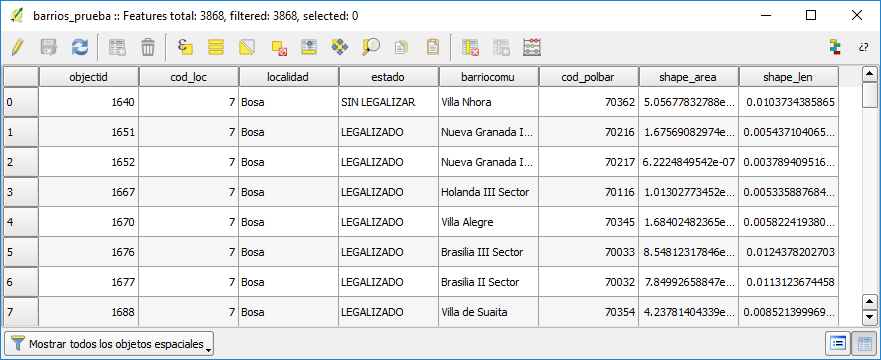 barrios_prueba :: Features total: 3868, filtered: 3868, selected: 0
objectid cod_loc localidad estado barriocomu cod_polbar shape_area shape_len
0 1640 7 Bosa SIN LEGALIZAR Villa Nhora 70362 5.05677832788e... 0.0103734385865
1 1651 7 Bosa LEGALIZADO Nueva Granada I... 70216 1.67569082974e... 0.005437104065...
2 1652 7 Bosa LEGALIZADO Nueva Granada I... 70217 6.2224849542e-07 0.003789409516...
3 1667 7 Bosa LEGALIZADO Holanda III Sector 70116 1.01302773452e... 0.005335887684...
4 1670 7 Bosa LEGALIZADO Villa Alegre 70345 1.68402482365e... 0.005822419380...
5 1676 7 Bosa LEGALIZADO Brasilia III Sector 70033 8.54812317846e... 0.0124378202703
6 1677 7 Bosa LEGALIZADO Brasilia II Sector 70032 7.84992658847e... 0.0113123674458
7 1688 7 Bosa LEGALIZADO Villa de Suaita 70354 4.23781404339e... 0.008521399969...
Mostrar todos los objetos espaciales